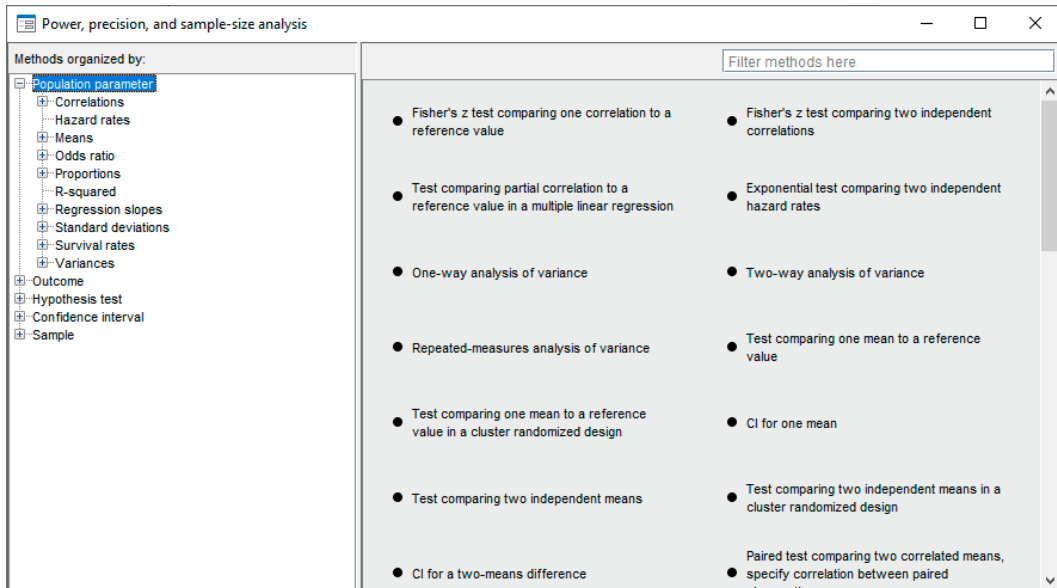 Power, precision, and sample-size analysis
Methods organized by:
Population parameter
Correlations
Hazard rates
Means
Odds ratio
Proportions
R-squared
Regression slopes
Standard deviations
Survival rates
Variances
Outcome
Hypothesis test
Confidence interval
Sample
Filter methods here
Fisher's z test comparing one correlation to a
reference value
Fisher's z test comparing two independent
correlations
Test comparing partial correlation to a
reference value in a multiple linear regression
Exponential test comparing two independent
hazard rates
One-way analysis of variance
Two-way analysis of variance
Repeated-measures analysis of variance
Test comparing one mean to a reference
value
Test comparing one mean to a reference
value in a cluster randomized design
CI for one mean
Test comparing two independent means
Test comparing two independent means in a
cluster randomized design
CI for a two-means difference
Paired test comparing two correlated means,
specify correlation between paired